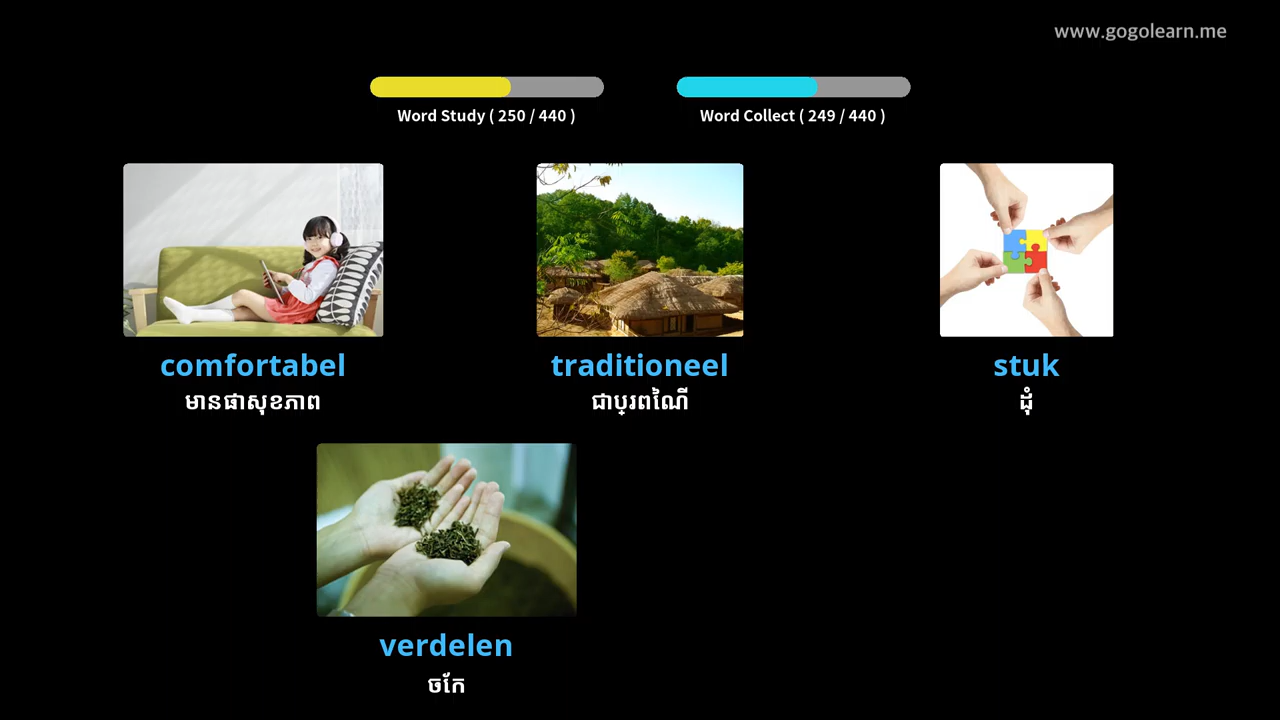 www.gogolearn.me
Word Study ( 250 / 440 )
Word Collect ( 249 / 440 )
comfortabel
មានផាសុខភាព
traditioneel
ជាប្រពណៃី
stuk
ដុំ
verdelen
ចកែ